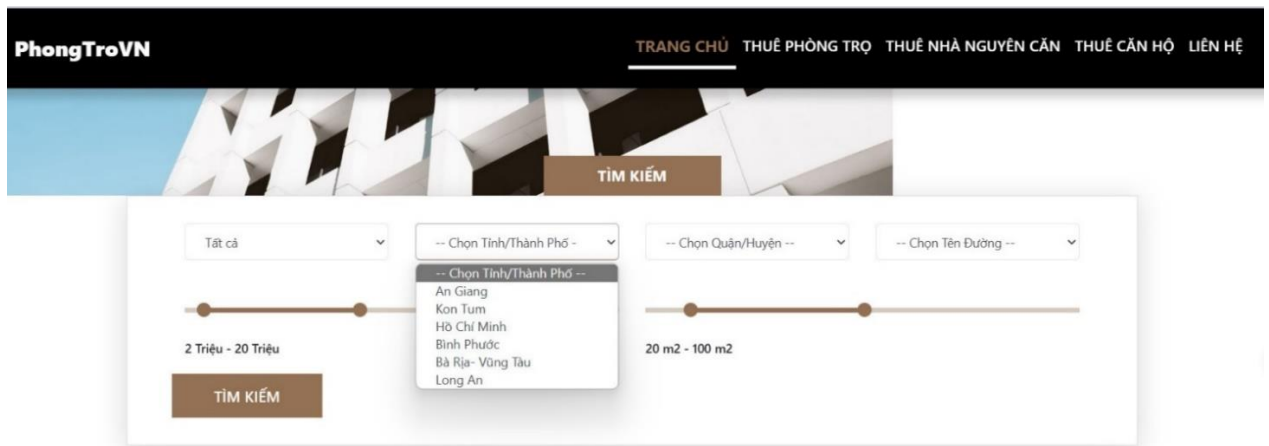 PhongTroVN
TRANG CHỦ THUÊ PHÒNG TRỌ THUÊ NHÀ NGUYÊN CĂN THUÊ CĂN HỘ LIÊN HỆ
TÌM KIẾM
Tất cả
-- Chọn Tỉnh/Thành Phố -
-- Chọn Quận/Huyện --
-- Chọn Tên Đường --
-- Chọn Tỉnh/Thành Phố --
An Giang
Kon Tum
Hồ Chí Minh
Bình Phước
Bà Rịa- Vũng Tàu
Long An
2 Triệu - 20 Triệu
20 m2 - 100 m2
TÌM KIẾM